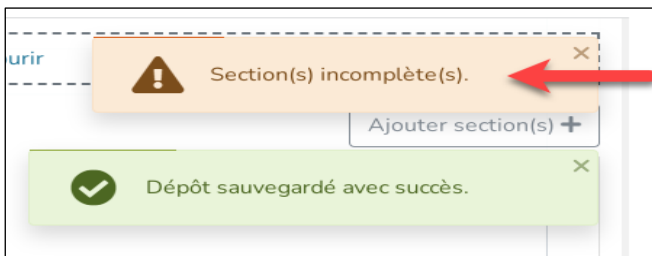 urir
Section(s) incomplète(s).
Ajouter section(s) +
Dépôt sauvegardé avec succès.